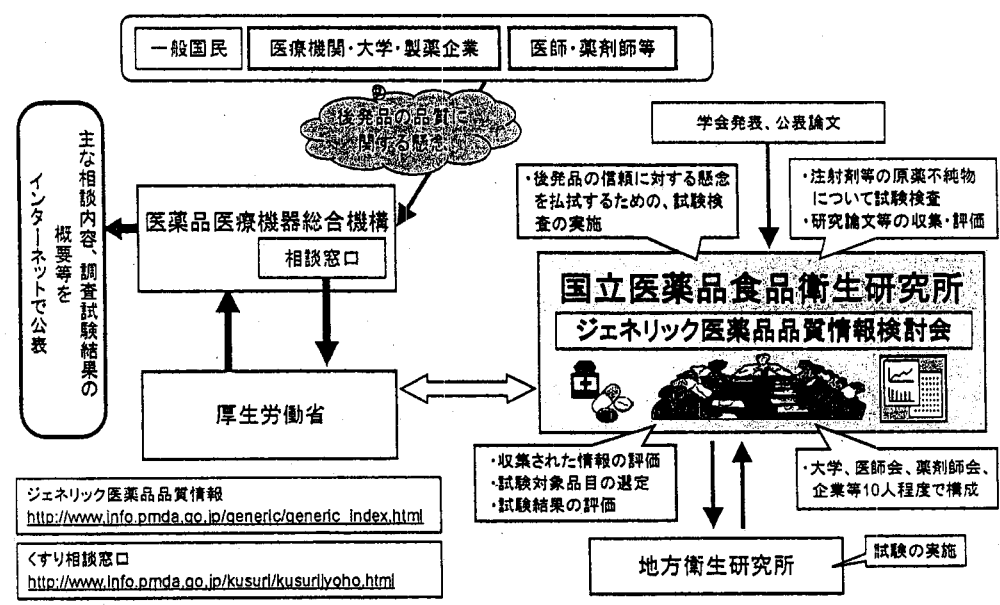 一般国民
医療機関・大学・製薬企業
医師・薬剤師等
後発品の品質に
関する懸念
学会発表、公表論文
主な相談内容、調査試験結果の
概要等を
インターネットで公表
医薬品医療機器総合機構
相談窓口
・後発品の信頼に対する懸念
を払拭するための、試験検
査の実施
・注射剤等の原薬不純物
について試験検査
・研究論文等の収集・評価
国立医薬品食品衛生研究所
ジェネリック医薬品品質情報検討会
厚生労働省
・収集された情報の評価
・試験対象品目の選定
・試験結果の評価
・大学、医師会、薬剤師会、
企業等10人程度で構成
ジェネリック医薬品品質情報
http://www.info.pmda.go.jp/generic/generic_index.html
くすり相談窓口
http://www.info.pmda.go.jp/kusuri/kusurijyoho.html
地方衛生研究所
試験の実施